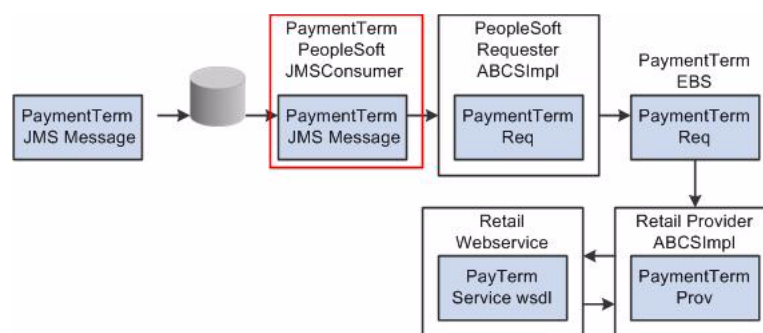 PaymentTerm
JMS Message
PaymentTerm
PeopleSoft
JMSConsumer
PaymentTerm
JMS Message
PeopleSoft
Requester
ABCSImpl
PaymentTerm
Req
PaymentTerm
EBS
PaymentTerm
Req
Retail
Webservice
PayTerm
Service wsdl
Retail Provider
ABCSImpl
PaymentTerm
Prov